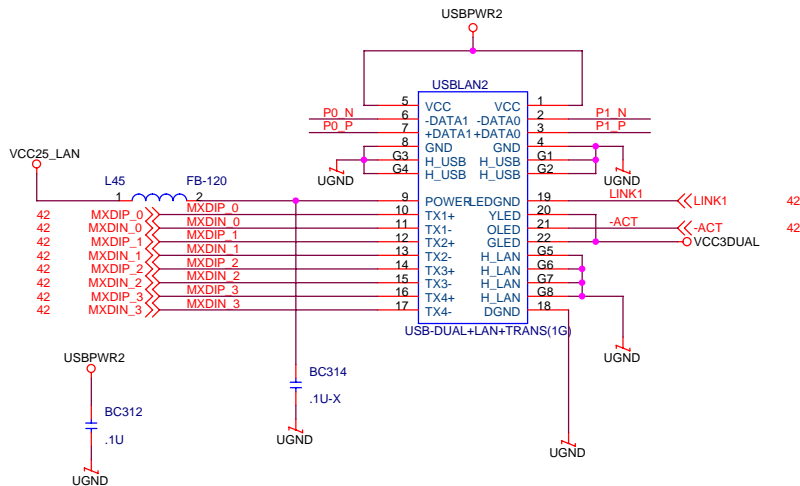 USBPWR2
USBLAN2
5 VCC VCC 1
P0_N 6 -DATA1 -DATA0 2 P1_N
P0_P 7 +DATA1 +DATA0 3 P1_P
8 GND GND 4
G3 H_USB H_USB G1
G4 H_USB H_USB G2
UGND
UGND
VCC25_LAN
L45 FB-120
1 2
9 POWER LEDGND 19 LINK1 LINK1 42
42 MXDIP_0 MXDIP_0 10 TX1+ YLED 20
42 MXDIN_0 MXDIN_0 11 TX1- OLED 21 -ACT -ACT 42
42 MXDIP_1 MXDIP_1 12 TX2+ GLED 22 VCC3DUAL
42 MXDIN_1 MXDIN_1 13 TX2- H_LAN G5
42 MXDIP_2 MXDIP_2 14 TX3+ H_LAN G6
42 MXDIN_2 MXDIN_2 15 TX3- H_LAN G7
42 MXDIP_3 MXDIP_3 16 TX4+ H_LAN G8
42 MXDIN_3 MXDIN_3 17 TX4- DGND 18
USB-DUAL+LAN+TRANS(1G)
UGND
USBPWR2
BC314
.1U-X
BC312
.1U
UGND
UGND
UGND